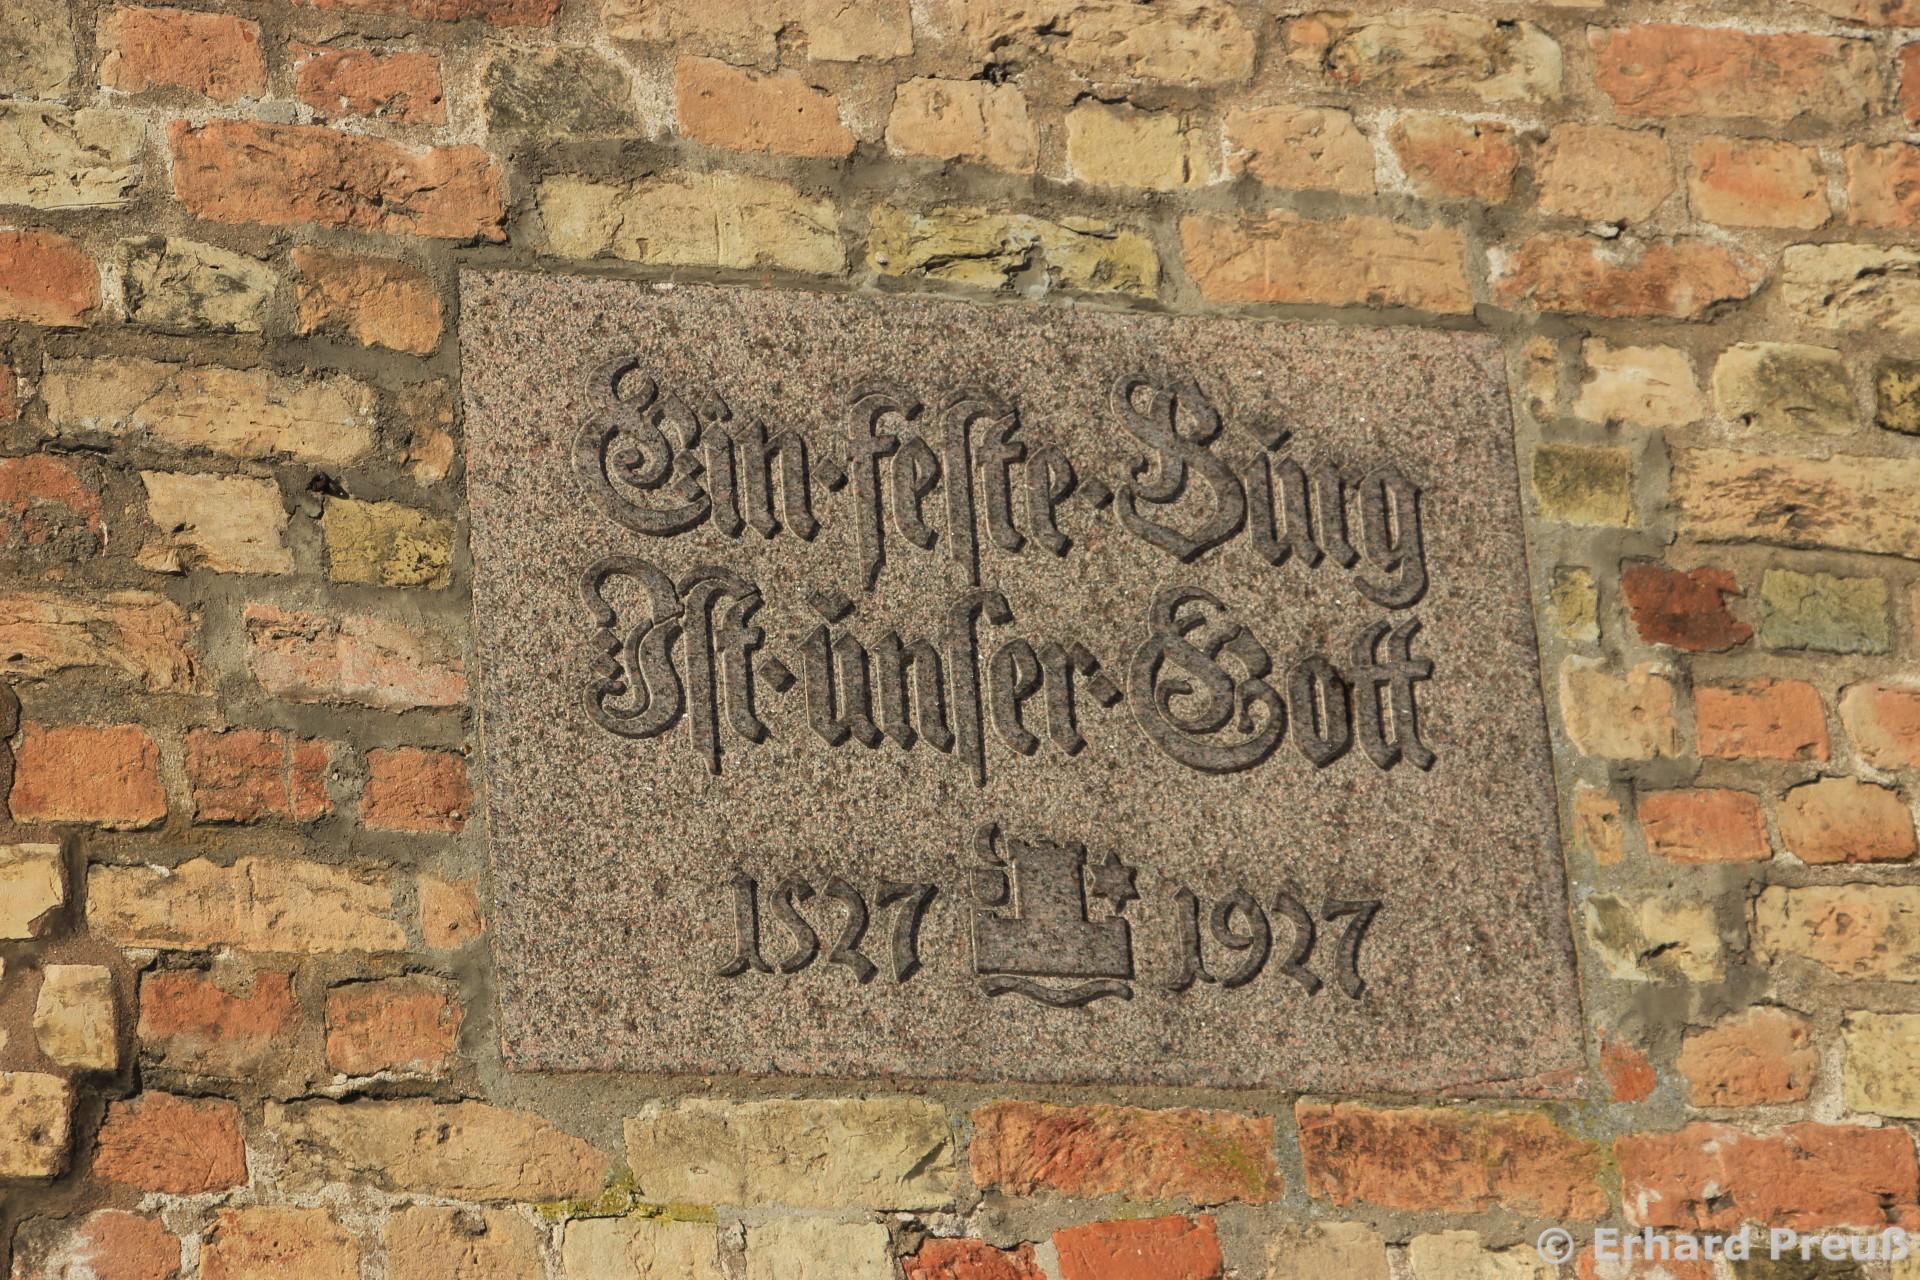 Ein · feste · Burg
Ist · unser · Gott
1527 1927
© Erhard Preuß